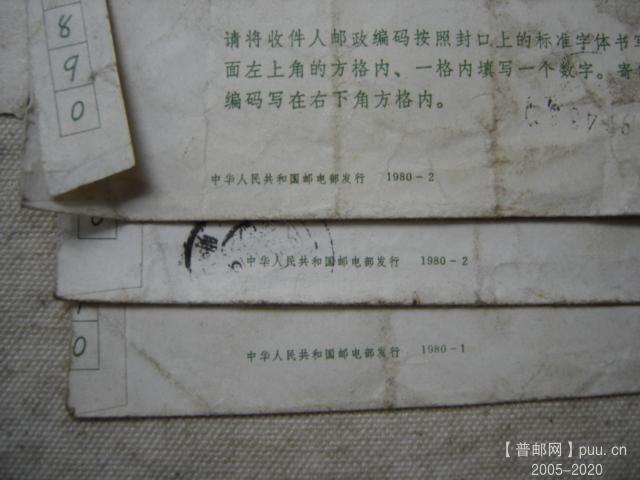 8
9
0
请将收件人邮政编码按照封口上的标准字体书写
面左上角的方格内、一格内填写一个数字。寄
编码写在右下角方格内。
中华人民共和国邮电部发行 1980-2
中华人民共和国邮电部发行 1980-2
0
中华人民共和国邮电部发行 1980-1
【普邮网】puu.cn
2005-2020